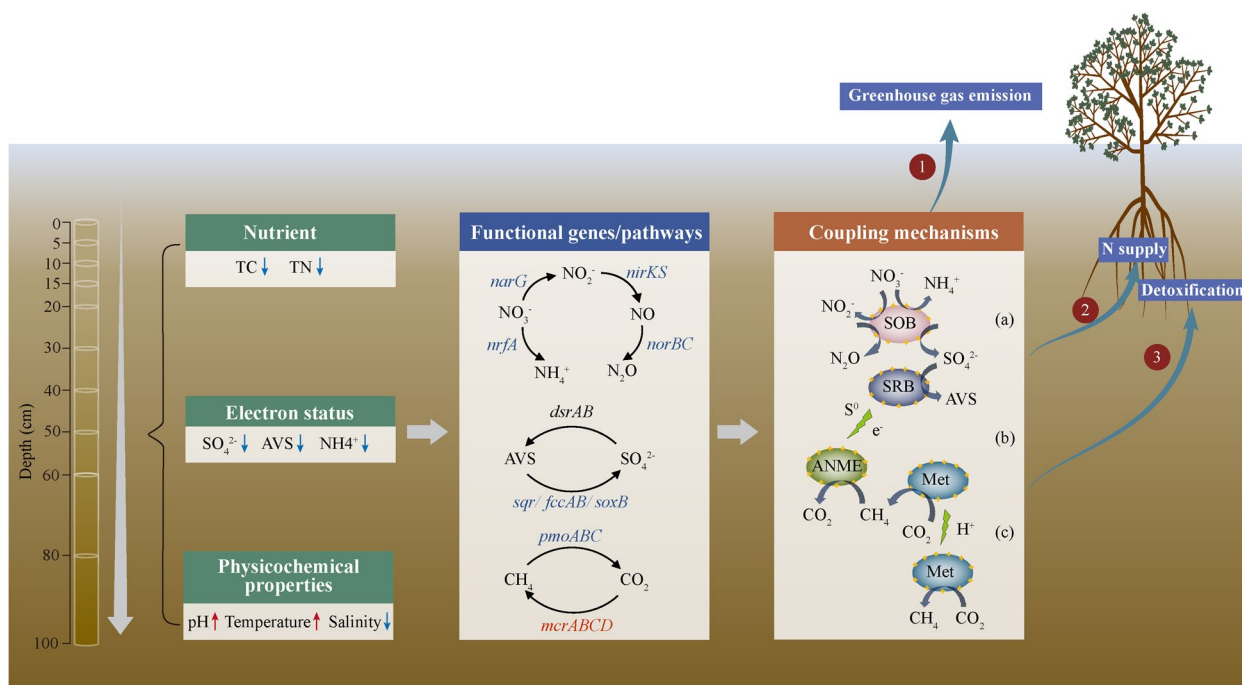 Greenhouse gas emission
1
N supply
Detoxification
2
3
Depth (cm)
0
5
10
15
20
30
40
50
60
80
100
Nutrient
TC↓ TN↓
Electron status
SO₄²⁻↓ AVS↓ NH4⁺↓
Physicochemical
properties
pH↑ Temperature↑ Salinity↓
Functional genes/pathways
narG NO₂⁻ nirKS
NO₃⁻ NO
nrfA norBC
NH₄⁺ N₂O
dsrAB
AVS SO₄²⁻
sqr/ fccAB/ soxB
pmoABC
CH₄ CO₂
mcrABCD
Coupling mechanisms
NO₃⁻ NH₄⁺
NO₂⁻ SOB (a)
N₂O SO₄²⁻
SRB AVS
S⁰
e⁻ (b)
ANME Met
CO₂ CH₄ CO₂ H⁺ (c)
Met
CH₄ CO₂